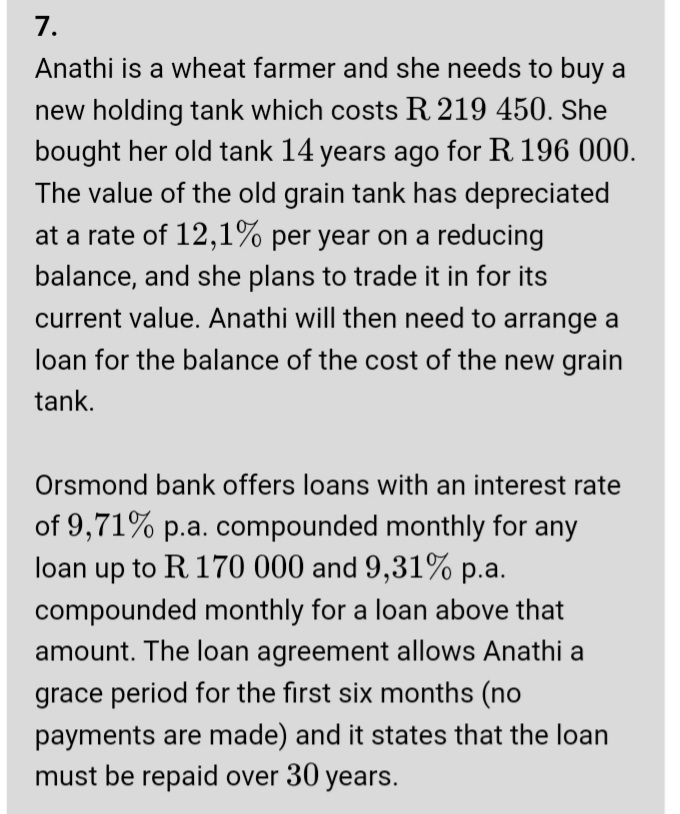 7.
Anathi is a wheat farmer and she needs to buy a
new holding tank which costs R 219 450. She
bought her old tank 14 years ago for R 196 000.
The value of the old grain tank has depreciated
at a rate of 12,1% per year on a reducing
balance, and she plans to trade it in for its
current value. Anathi will then need to arrange a
loan for the balance of the cost of the new grain
tank.
Orsmond bank offers loans with an interest rate
of 9,71% p.a. compounded monthly for any
loan up to R 170 000 and 9,31% p.a.
compounded monthly for a loan above that
amount. The loan agreement allows Anathi a
grace period for the first six months (no
payments are made) and it states that the loan
must be repaid over 30 years.